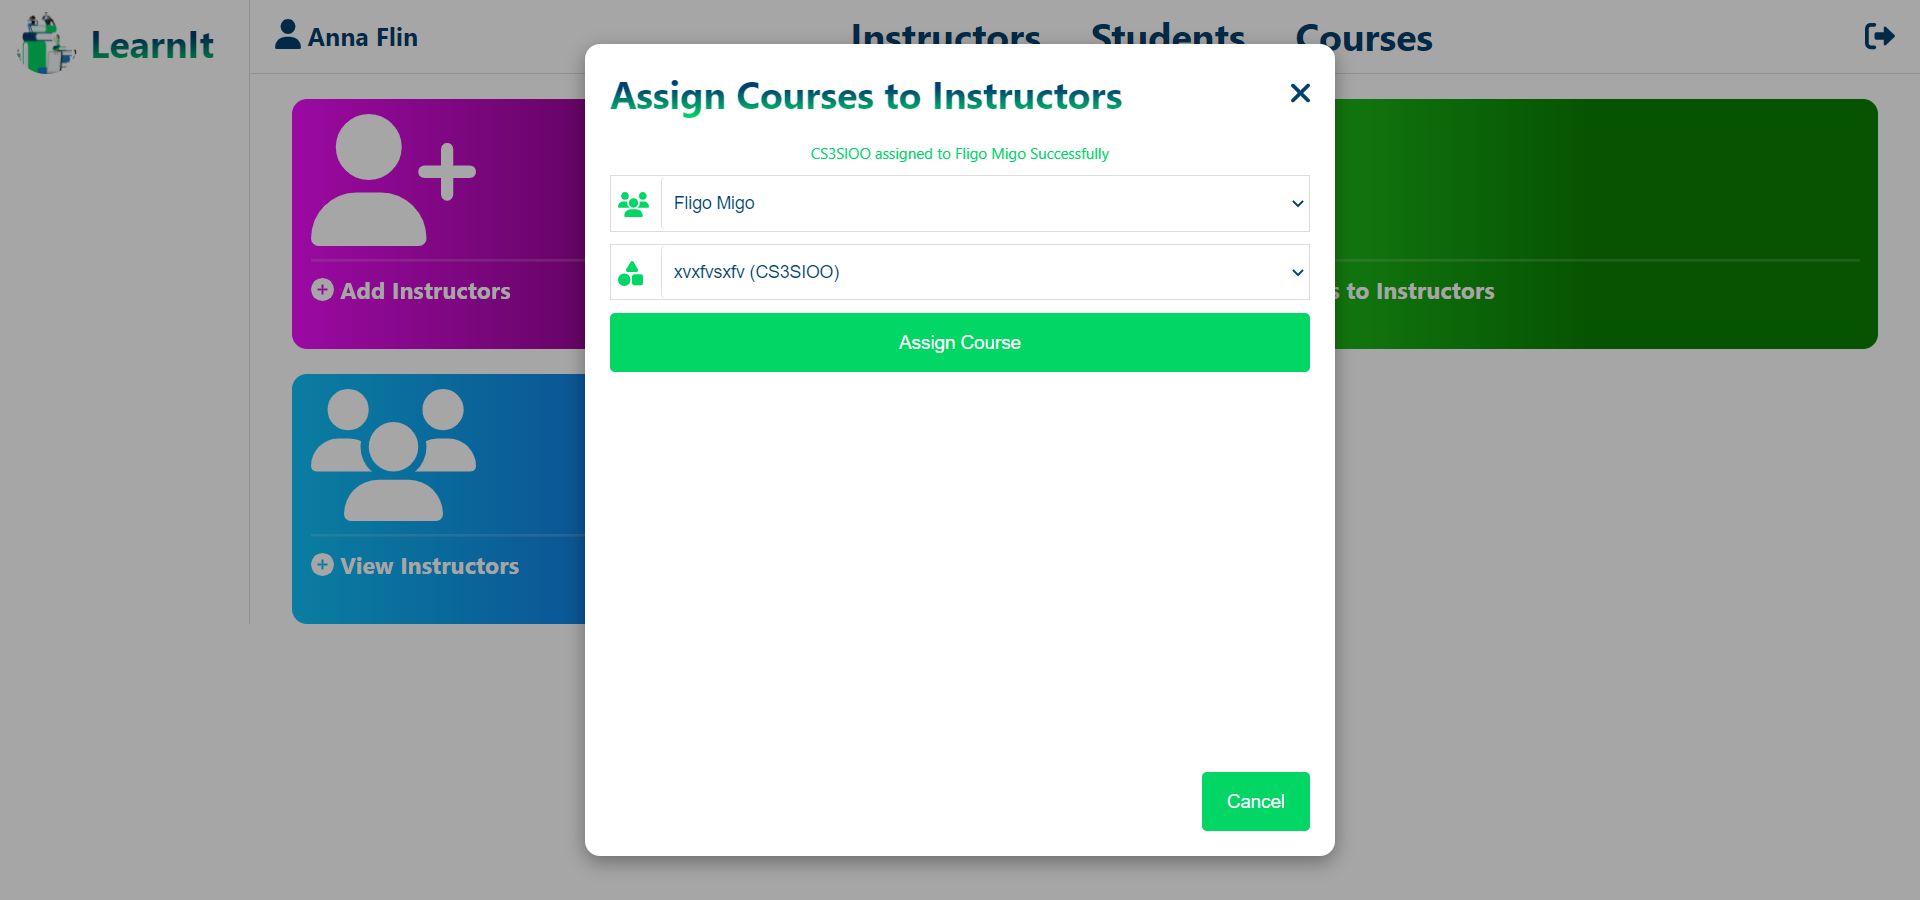 LearnIt
Anna Flin
Instructors
Students
Courses
Assign Courses to Instructors
CS3SIOO assigned to Fligo Migo Successfully
Fligo Migo
xvxfvsxfv (CS3SIOO)
Assign Course
Add Instructors
s to Instructors
View Instructors
Cancel